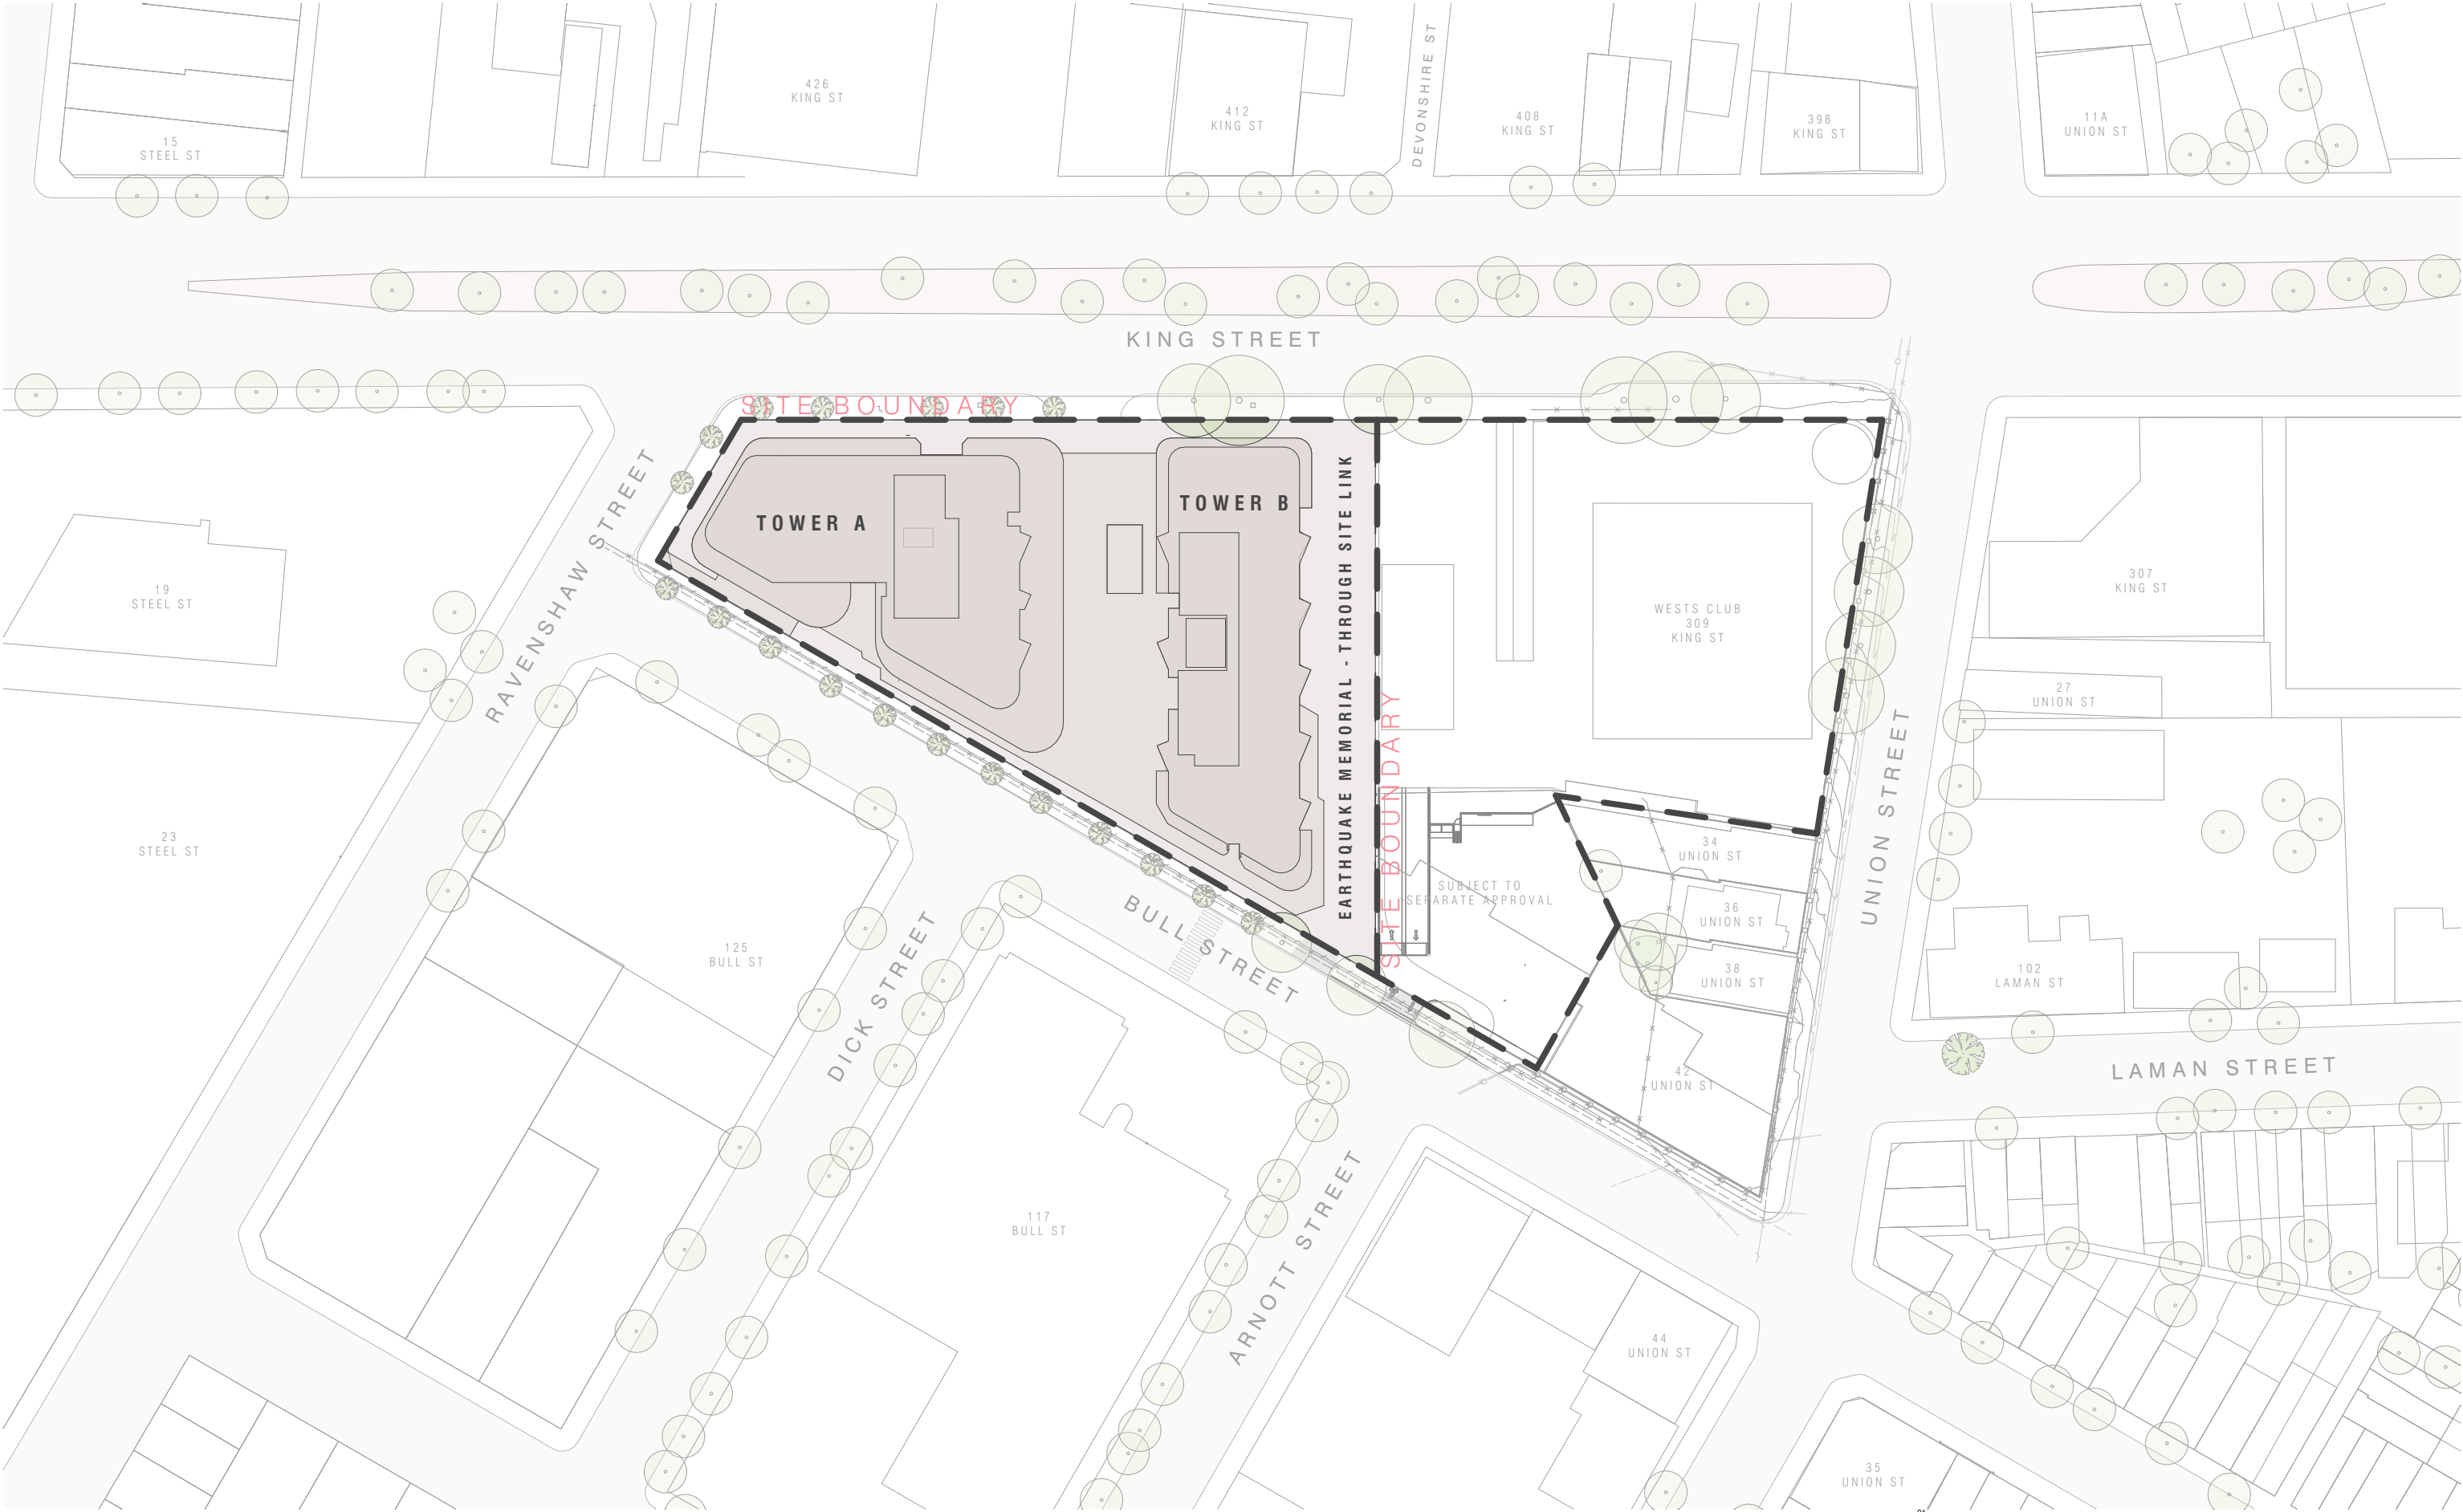 426
KING ST
412
KING ST
DEVONSHIRE ST
408
KING ST
398
KING ST
11A
UNION ST
15
STEEL ST
KING STREET
SITE BOUNDARY
RAVENSHAW STREET
TOWER A
TOWER B
EARTHQUAKE MEMORIAL - THROUGH SITE LINK
SITE BOUNDARY
WESTS CLUB
309
KING ST
307
KING ST
19
STEEL ST
27
UNION ST
UNION STREET
23
STEEL ST
34
UNION ST
SUBJECT TO
SEPARATE APPROVAL
36
UNION ST
38
UNION ST
125
BULL ST
DICK STREET
BULL STREET
102
LAMAN ST
42
UNION ST
LAMAN STREET
117
BULL ST
ARNOTT STREET
44
UNION ST
35
UNION ST